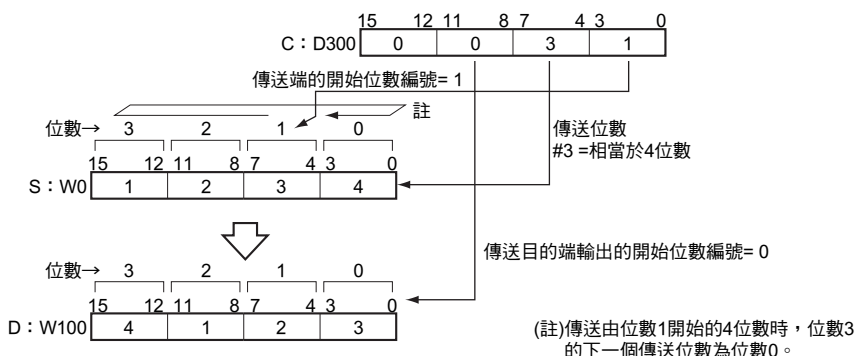 15 12 11 8 7 4 3 0
C：D300 0 0 3 1
傳送端的開始位數編號= 1
註
位數→ 3 2 1 0
傳送位數
#3 =相當於4位數
15 12 11 8 7 4 3 0
S：W0 1 2 3 4
傳送目的端輸出的開始位數編號= 0
位數→ 3 2 1 0
15 12 11 8 7 4 3 0
D：W100 4 1 2 3
(註)傳送由位數1開始的4位數時，位數3
的下一個傳送位數為位數0。